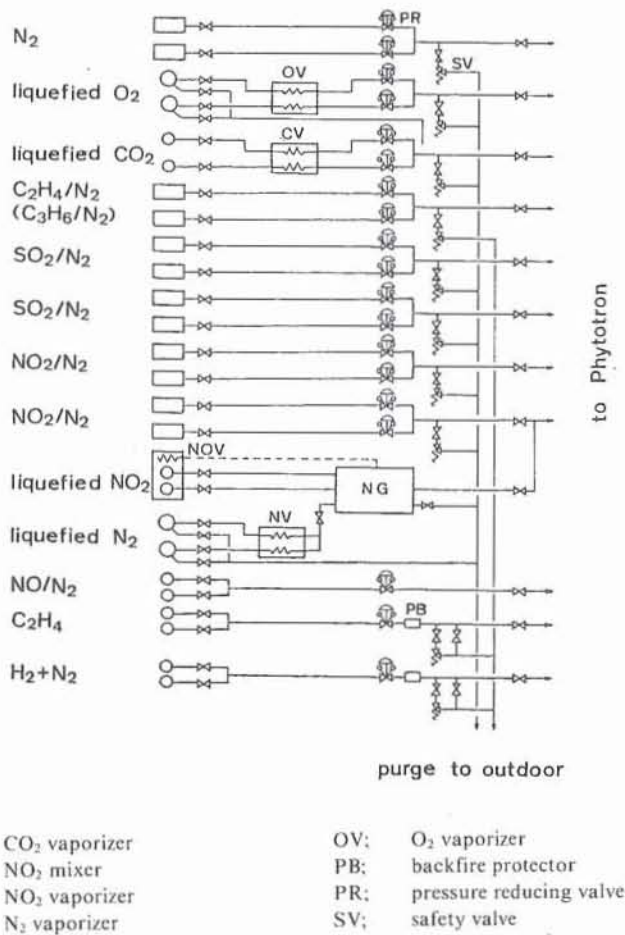 PR
N2
SV
OV
liquefied O2
CV
liquefied CO2
C2H4/N2
(C3H6/N2)
SO2/N2
SO2/N2
NO2/N2
to Phytotron
NO2/N2
NOV
liquefied NO2
NG
NV
liquefied N2
NO/N2
PB
C2H4
H2+N2
purge to outdoor
CO2 vaporizer OV; O2 vaporizer
NO2 mixer PB; backfire protector
NO2 vaporizer PR; pressure reducing valve
N2 vaporizer SV; safety valve